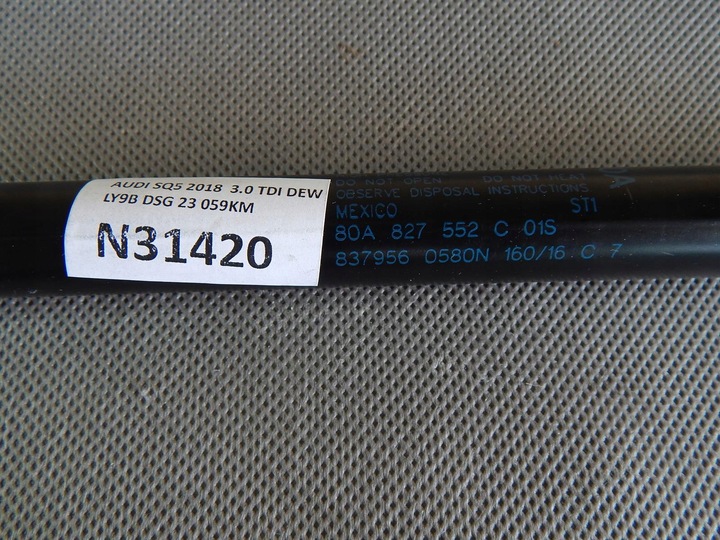 AUDI SQ5 2018 3.0 TDI DEW
LY9B DSG 23 059KM
N31420
DO NOT OPEN DO NOT HEAT
OBSERVE DISPOSAL INSTRUCTIONS
MEXICO ST1
80A 827 552 C 01S
837956 0580N 160/16 C 7